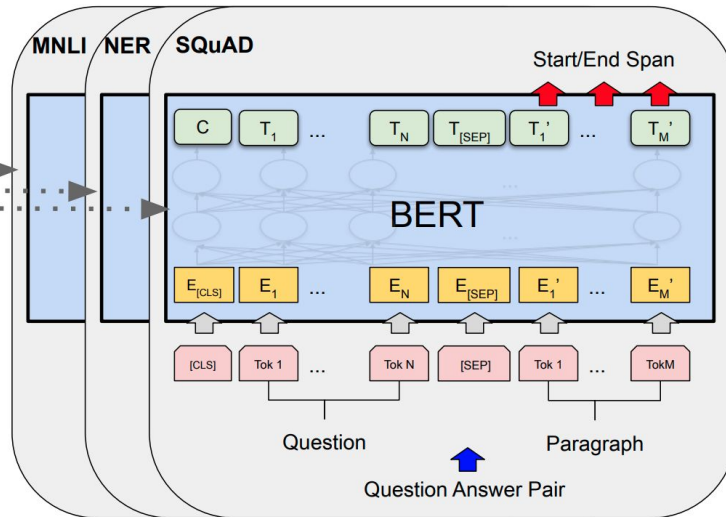 MNLI NER SQuAD
Start/End Span
C T1 ... TN T[SEP] T1' ... TM'
...
BERT
...
E[CLS] E1 ... EN E[SEP] E1' ... EM'
[CLS] Tok 1 ... Tok N [SEP] Tok 1 ... TokM
Question Paragraph
Question Answer Pair